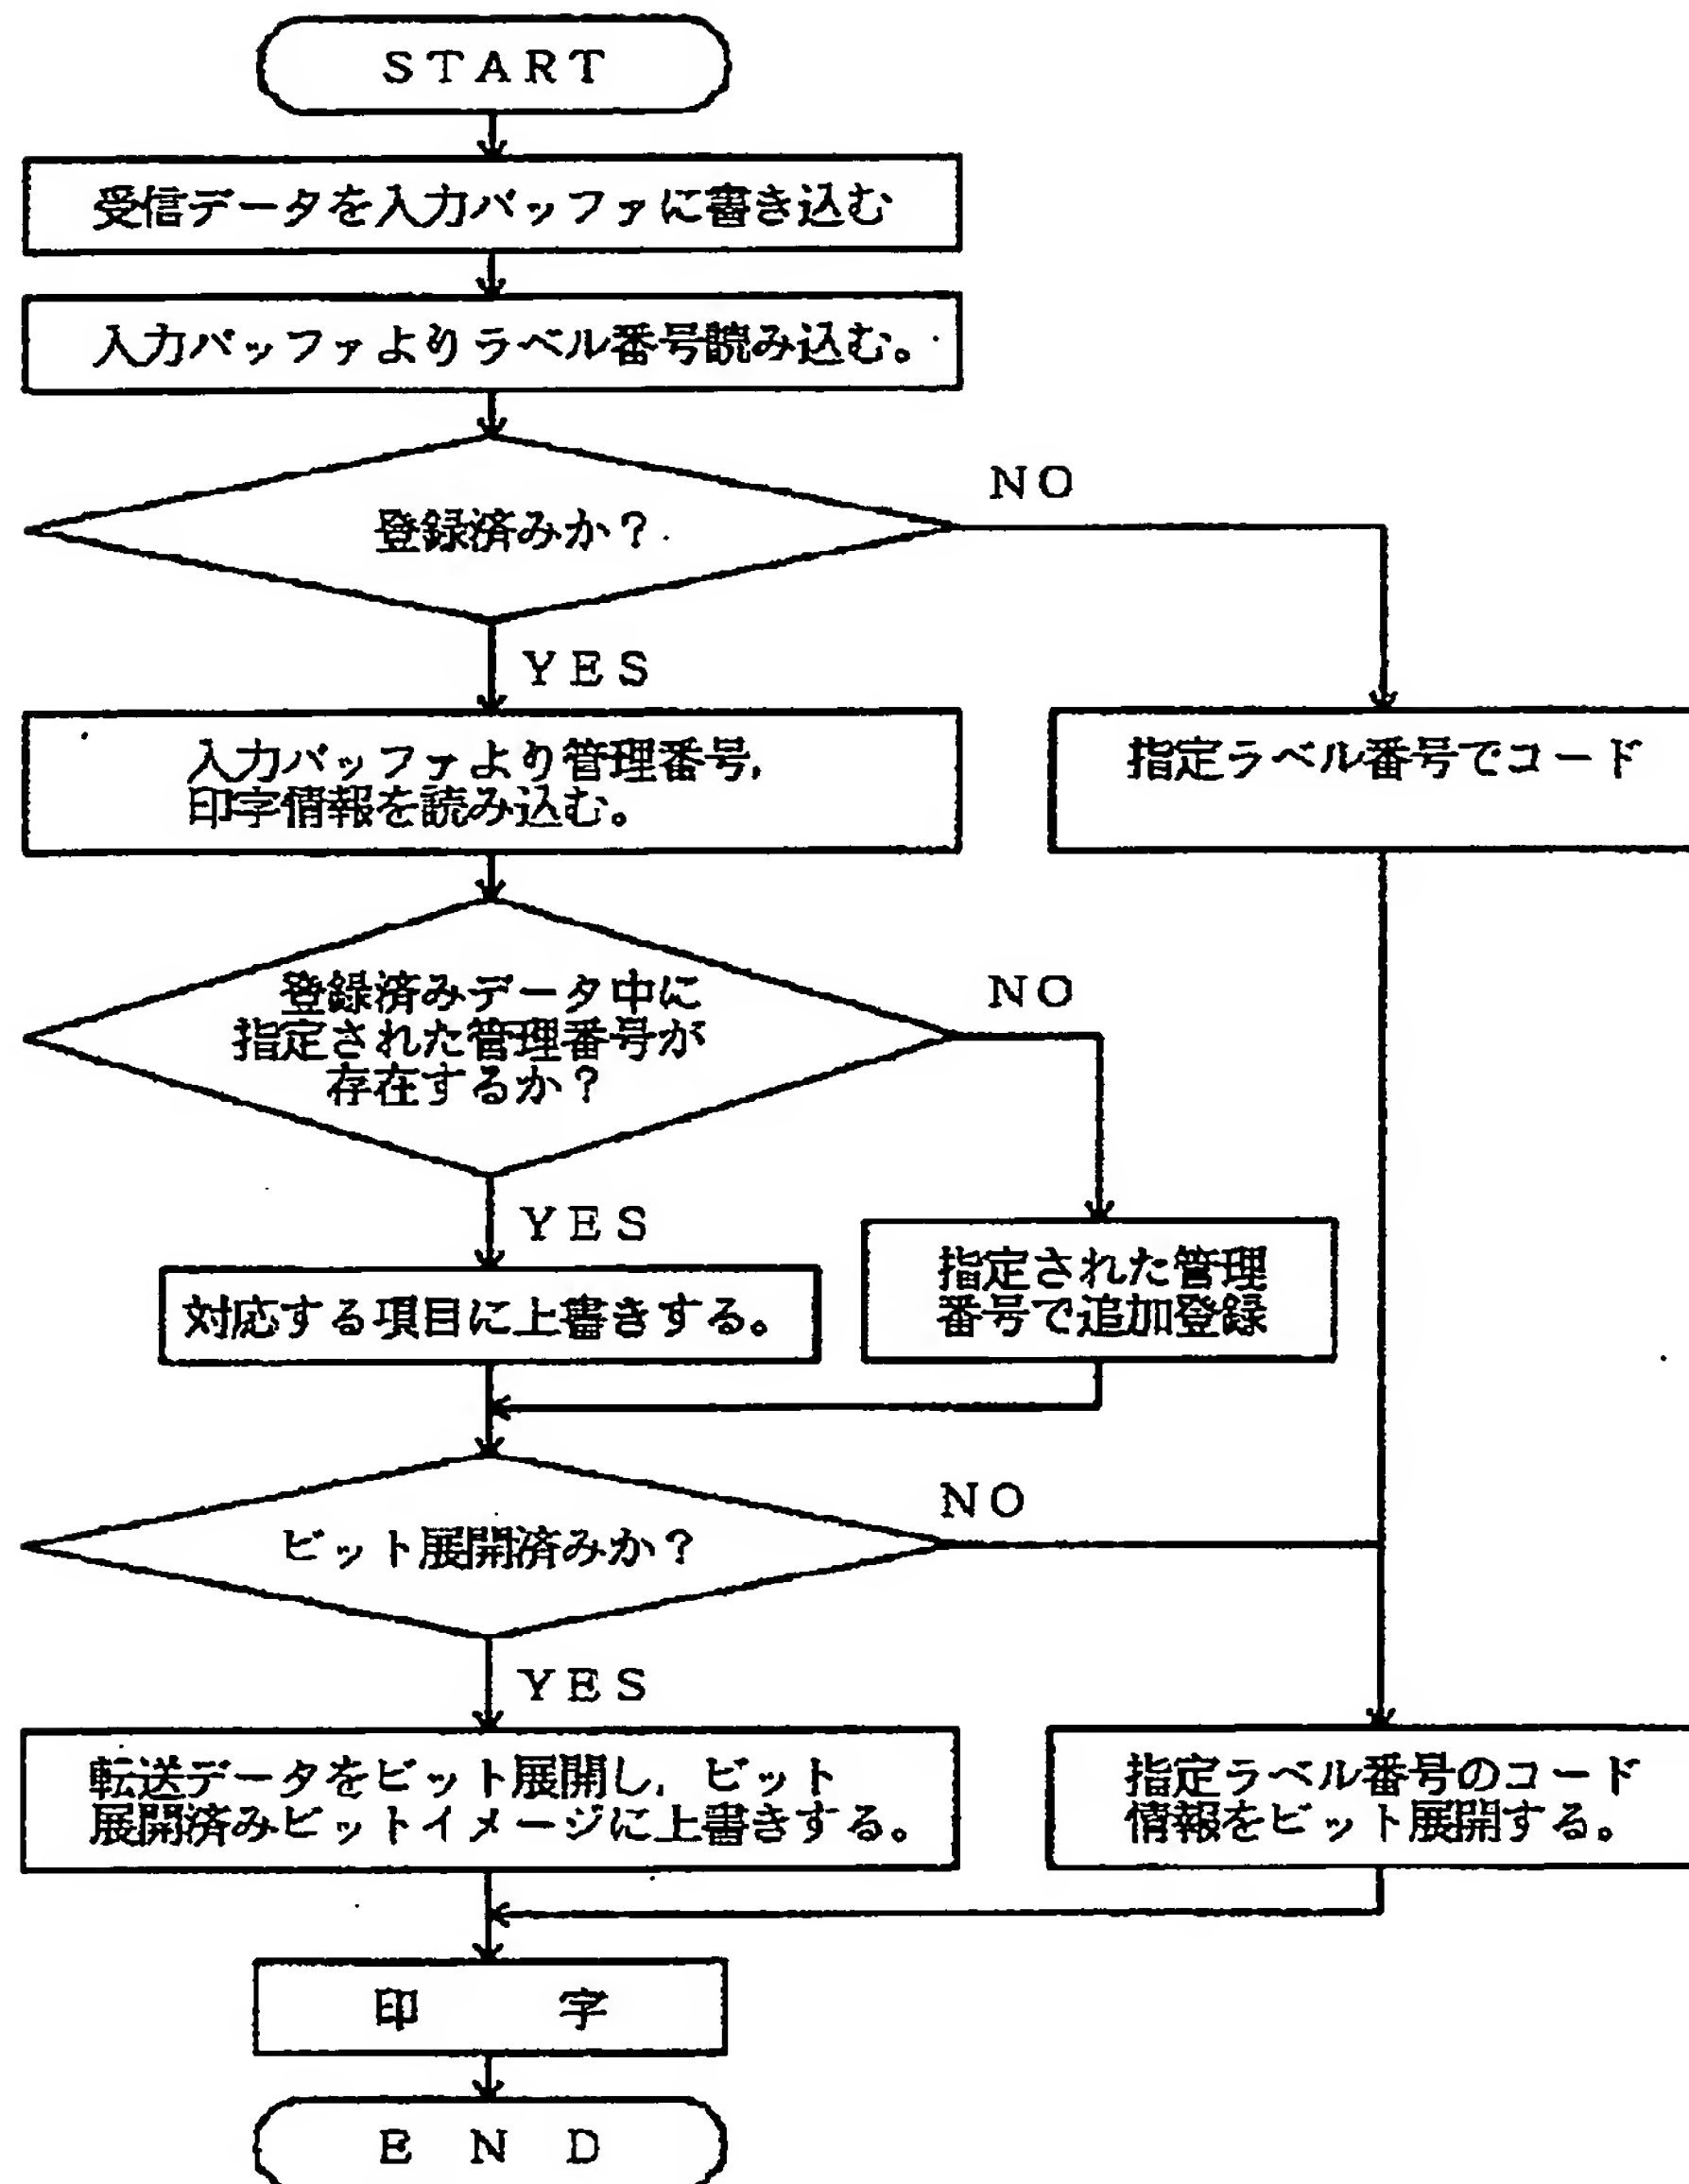 START
受信データを入力バッファに書き込む
入力バッファよりラベル番号読み込む。
登録済みか？
NO
YES
入力バッファより管理番号,
印字情報を読み込む。
指定ラベル番号でコード
登録済みデータ中に
指定された管理番号が
存在するか？
NO
YES
対応する項目に上書きする。
指定された管理
番号で追加登録
ビット展開済みか？
NO
YES
転送データをビット展開し, ビット
展開済みビットイメージに上書きする。
指定ラベル番号のコード
情報をビット展開する。
印 字
END